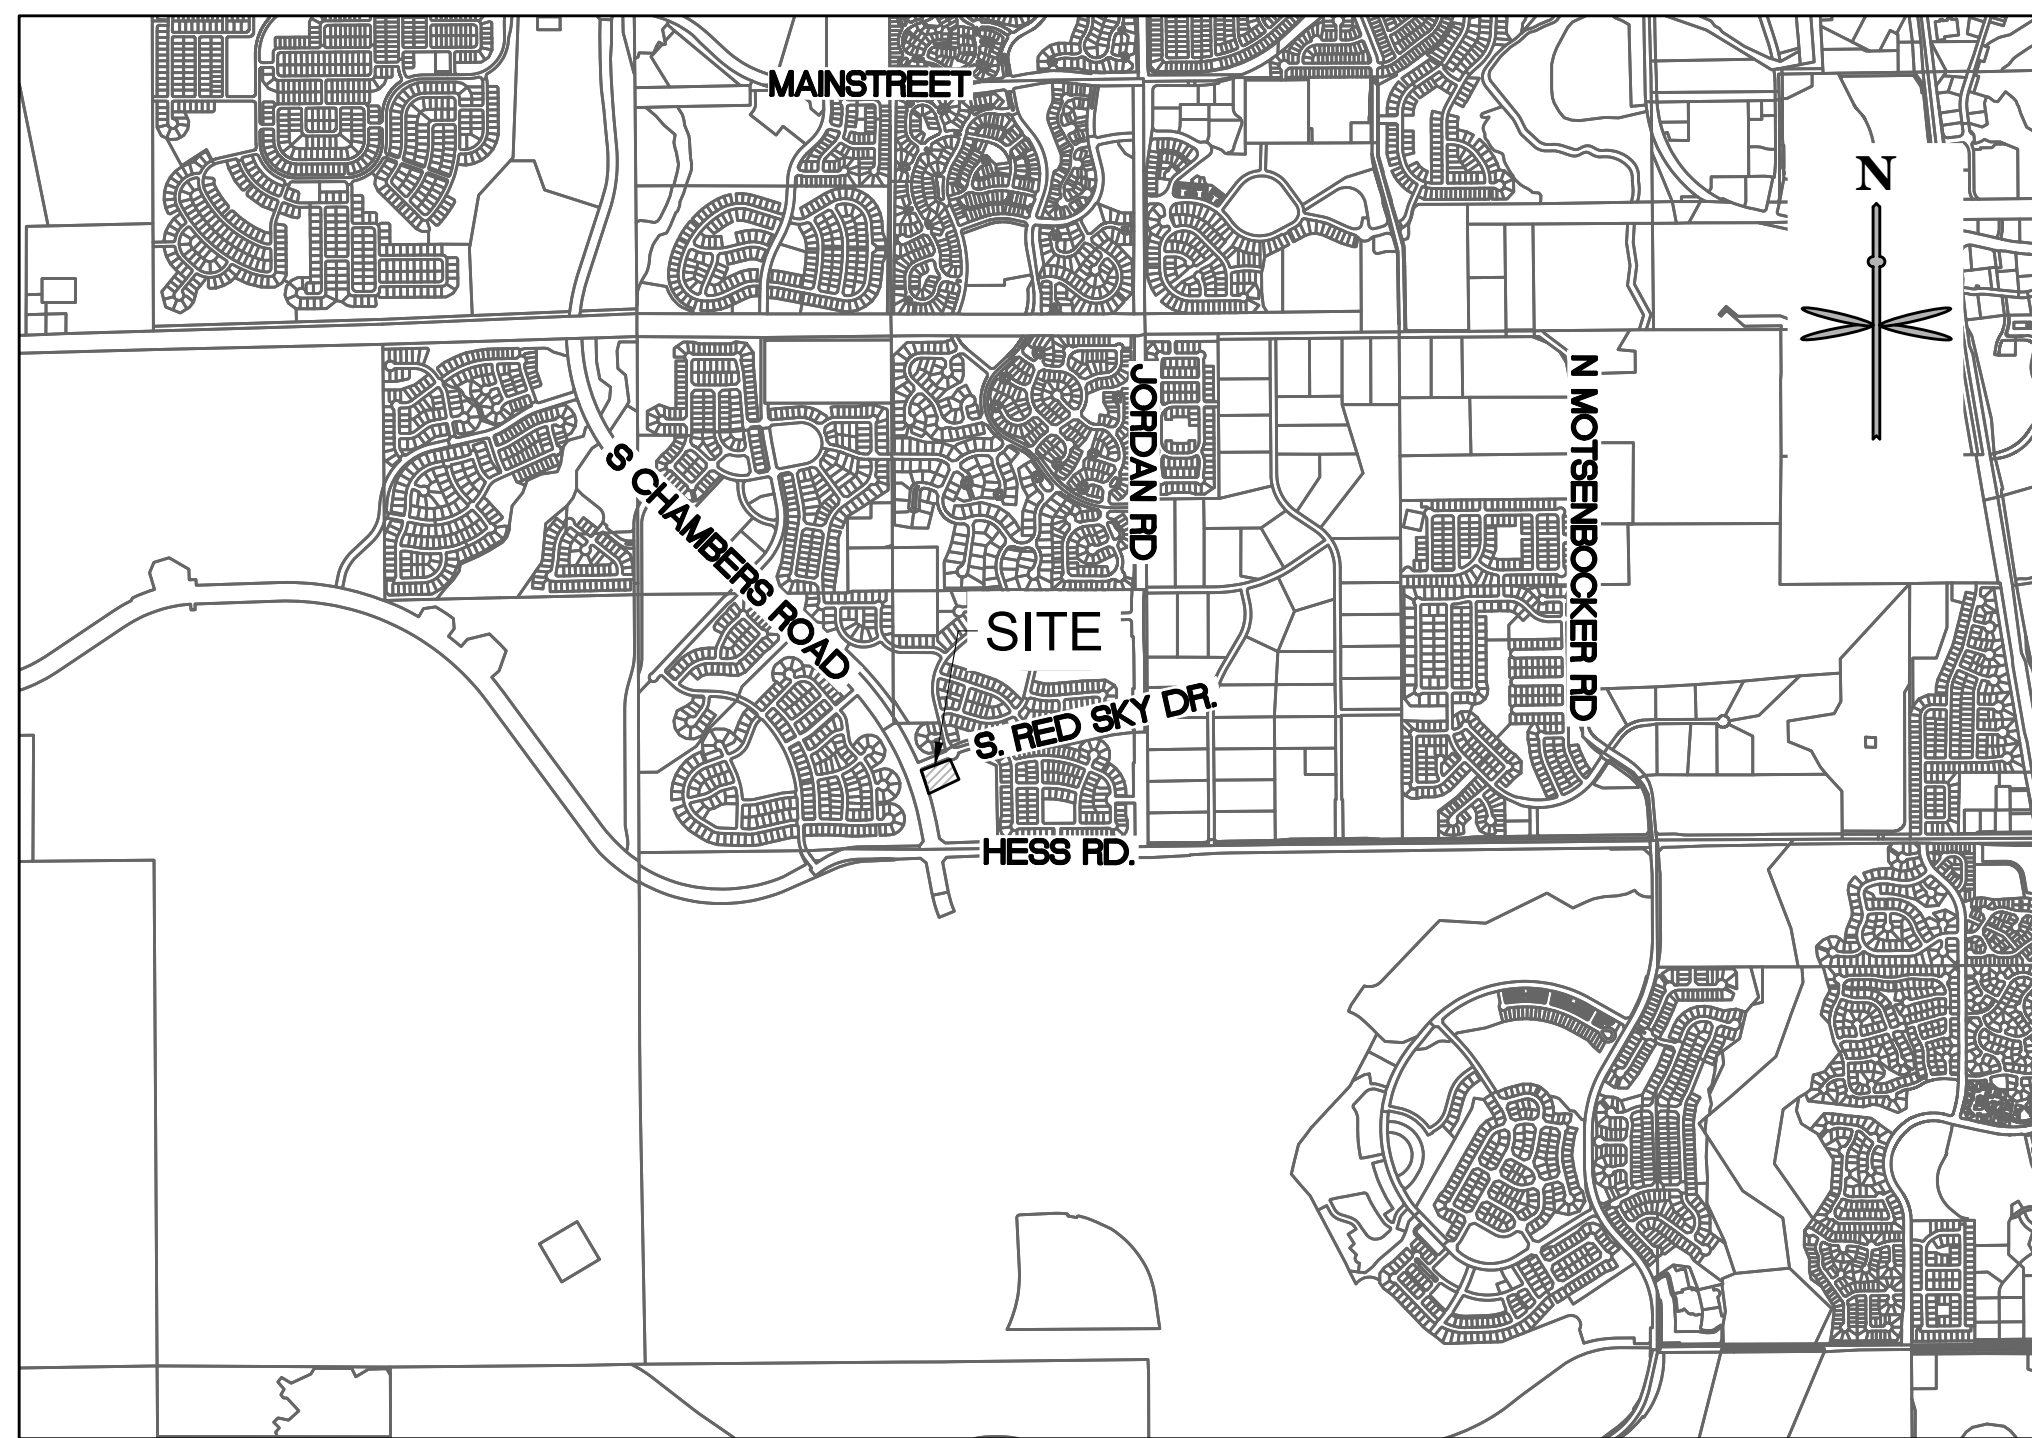 MAINSTREET
N
JORDAN RD
N MOTSENBOCKER RD
S CHAMBERS ROAD
SITE
S. RED SKY DR.
HESS RD.